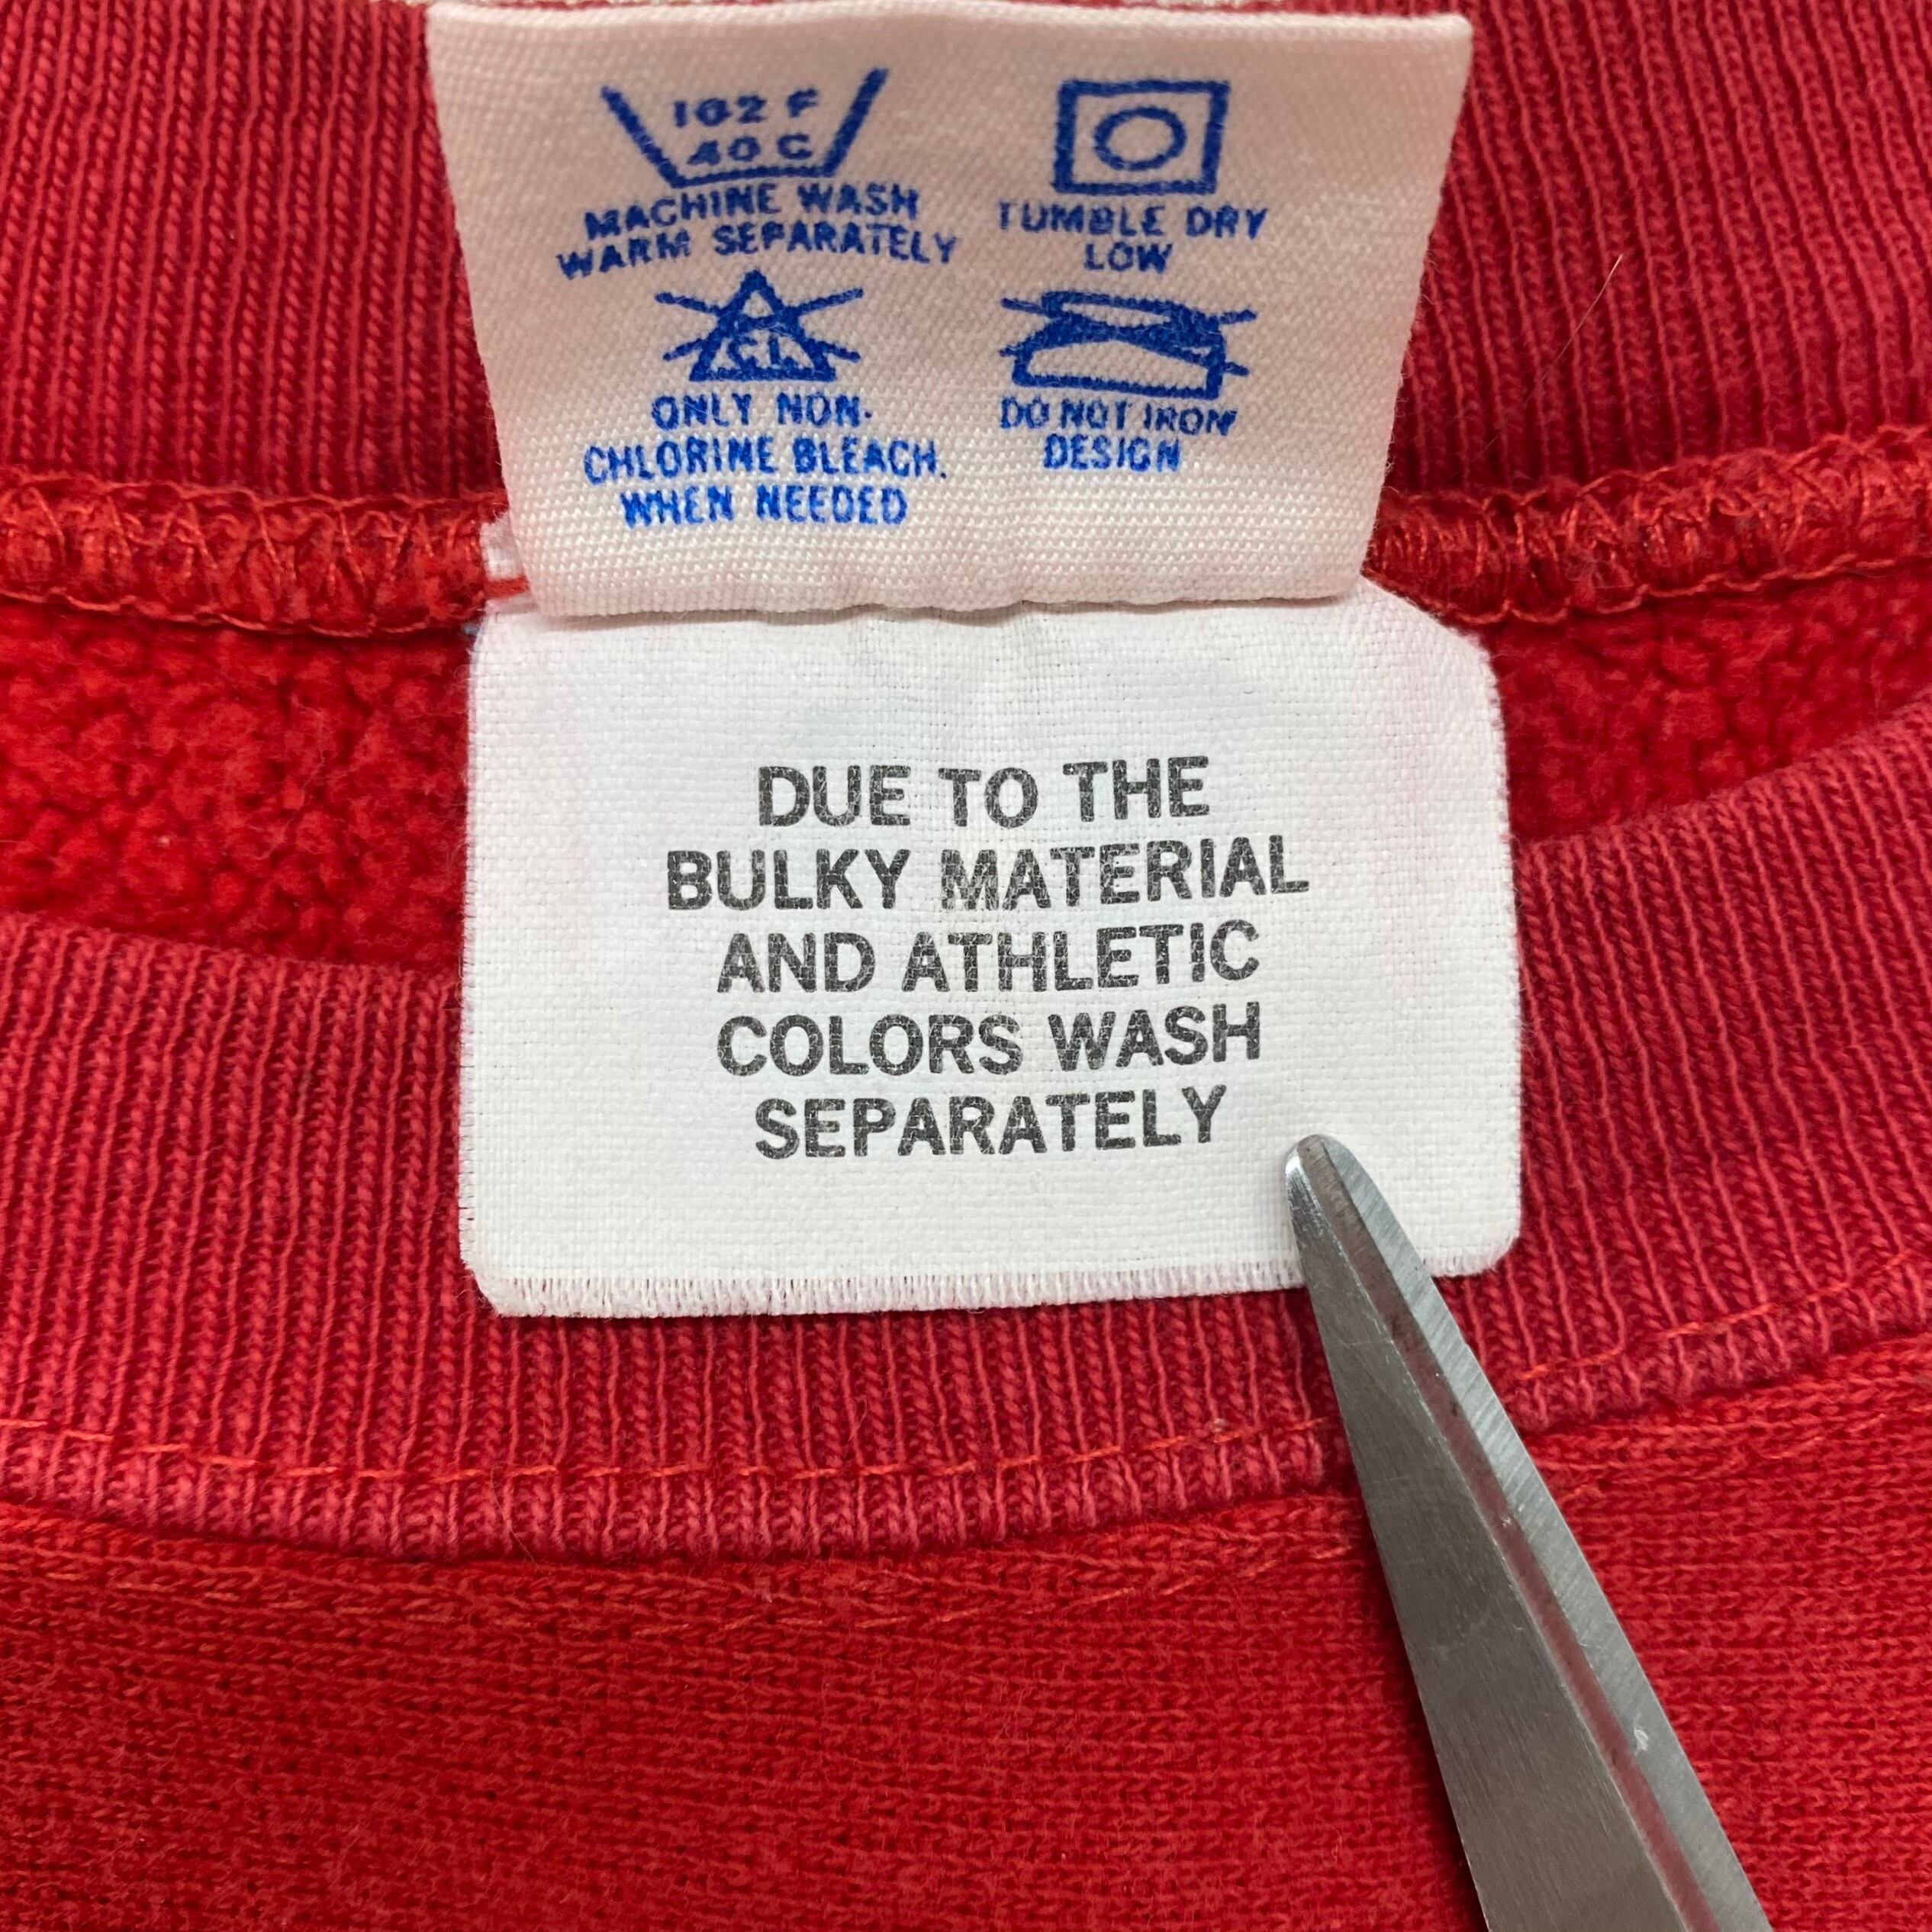 102 F
40 C
MACHINE WASH
WARM SEPARATELY
TUMBLE DRY
LOW
CL
ONLY NON-
CHLORINE BLEACH.
WHEN NEEDED
DO NOT IRON
DESIGN
DUE TO THE
BULKY MATERIAL
AND ATHLETIC
COLORS WASH
SEPARATELY